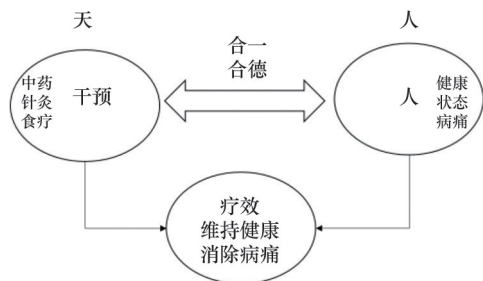 天
人
合一
合德
中药
针灸
食疗
干预
人
健康
状态
病痛
疗效
维持健康
消除病痛